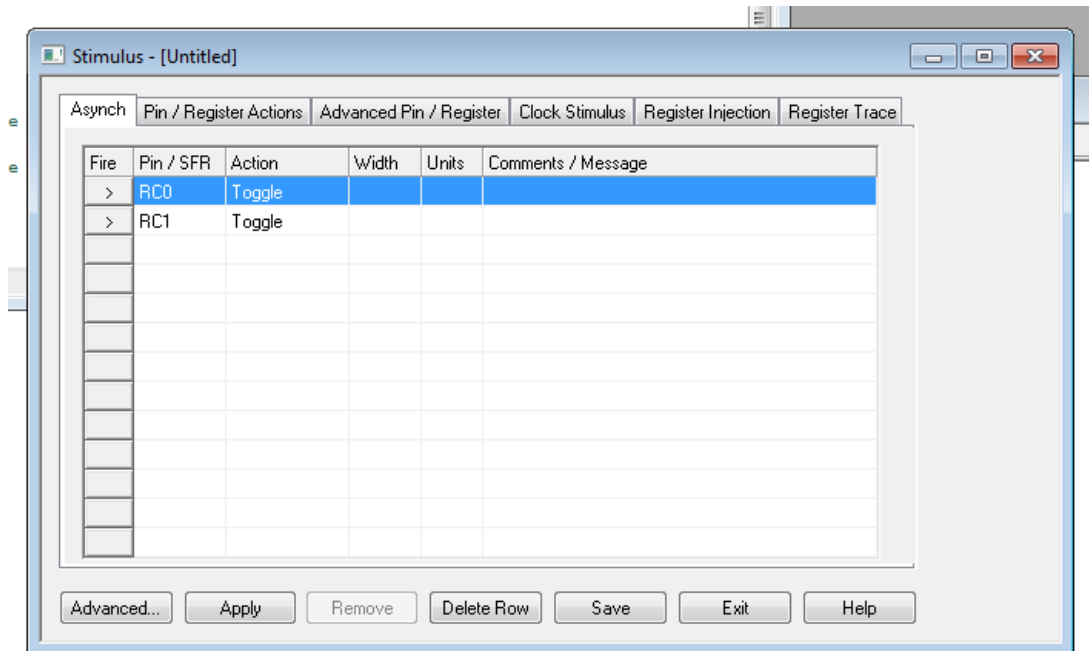 Stimulus - [Untitled]
Asynch Pin / Register Actions Advanced Pin / Register Clock Stimulus Register Injection Register Trace
e
e
Fire Pin / SFR Action Width Units Comments / Message
> RC0 Toggle
> RC1 Toggle
Advanced... Apply Remove Delete Row Save Exit Help